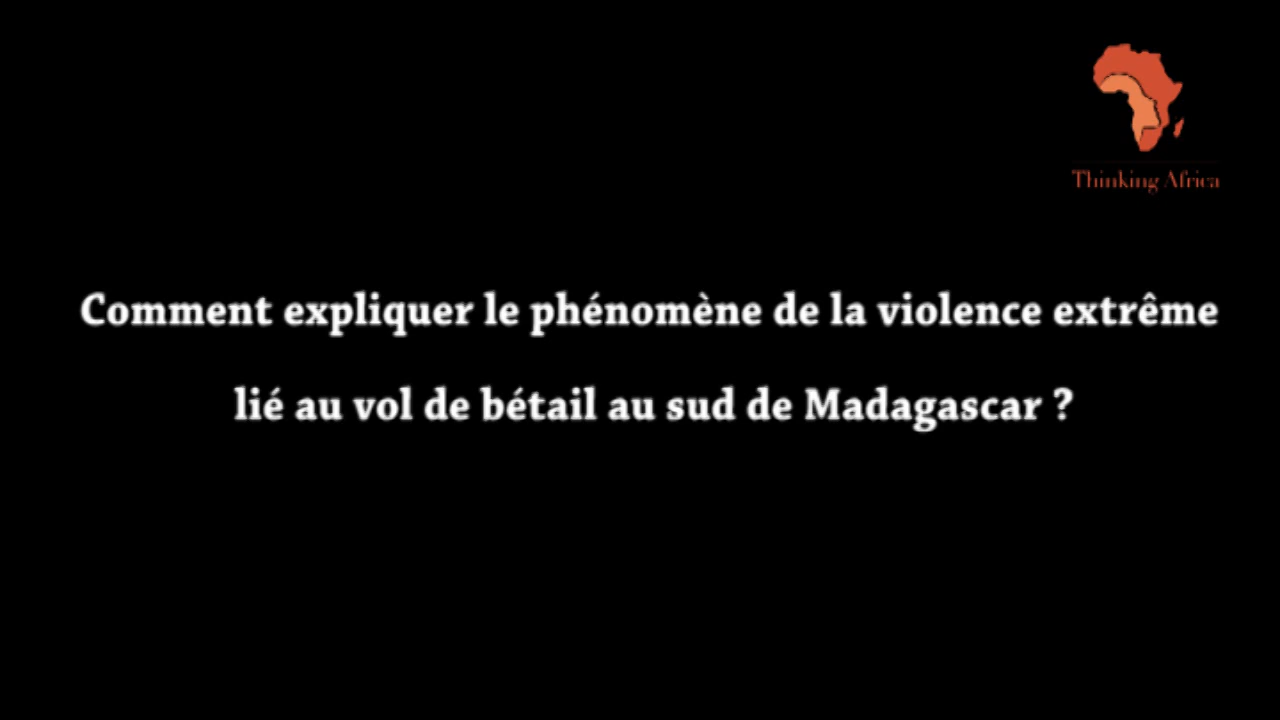 Thinking Africa
Comment expliquer le phénomène de la violence extrême
lié au vol de bétail au sud de Madagascar ?